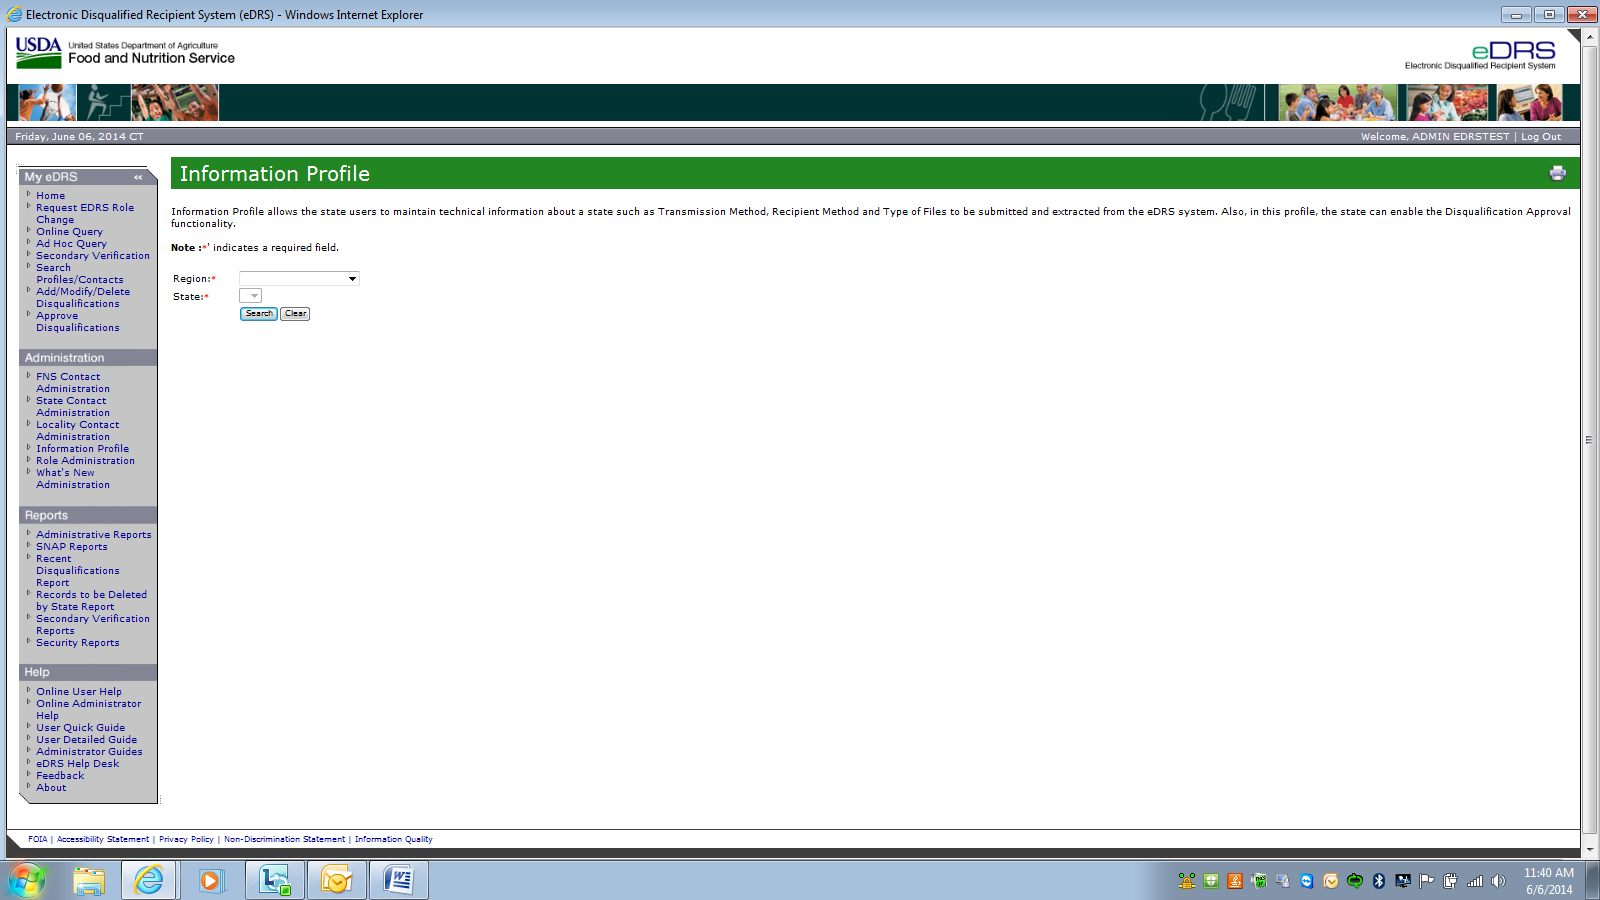 Electronic Disqualified Recipient System (eDRS) - Windows Internet Explorer
USDA
United States Department of Agriculture
Food and Nutrition Service
eDRS
Electronic Disqualified Recipient System
Friday, June 06, 2014 CT
Welcome, ADMIN EDRSTEST | Log Out
My eDRS
Home
Request EDRS Role
Change
Online Query
Ad Hoc Query
Secondary Verification
Search
Profiles/Contacts
Add/Modify/Delete
Disqualifications
Approve
Disqualifications
Administration
FNS Contact
Administration
State Contact
Administration
Locality Contact
Administration
Information Profile
Role Administration
What's New
Administration
Reports
Administrative Reports
SNAP Reports
Recent
Disqualifications
Report
Records to be Deleted
by State Report
Secondary Verification
Reports
Security Reports
Help
Online User Help
Online Administrator
Help
User Quick Guide
User Detailed Guide
Administrator Guides
eDRS Help Desk
Feedback
About
Information Profile
Information Profile allows the state users to maintain technical information about a state such as Transmission Method, Recipient Method and Type of Files to be submitted and extracted from the eDRS system. Also, in this profile, the state can enable the Disqualification Approval
functionality.
Note :*' indicates a required field.
Region:*
State:*
Search Clear
FOIA | Accessibility Statement | Privacy Policy | Non-Discrimination Statement | Information Quality
11:40 AM
6/6/2014